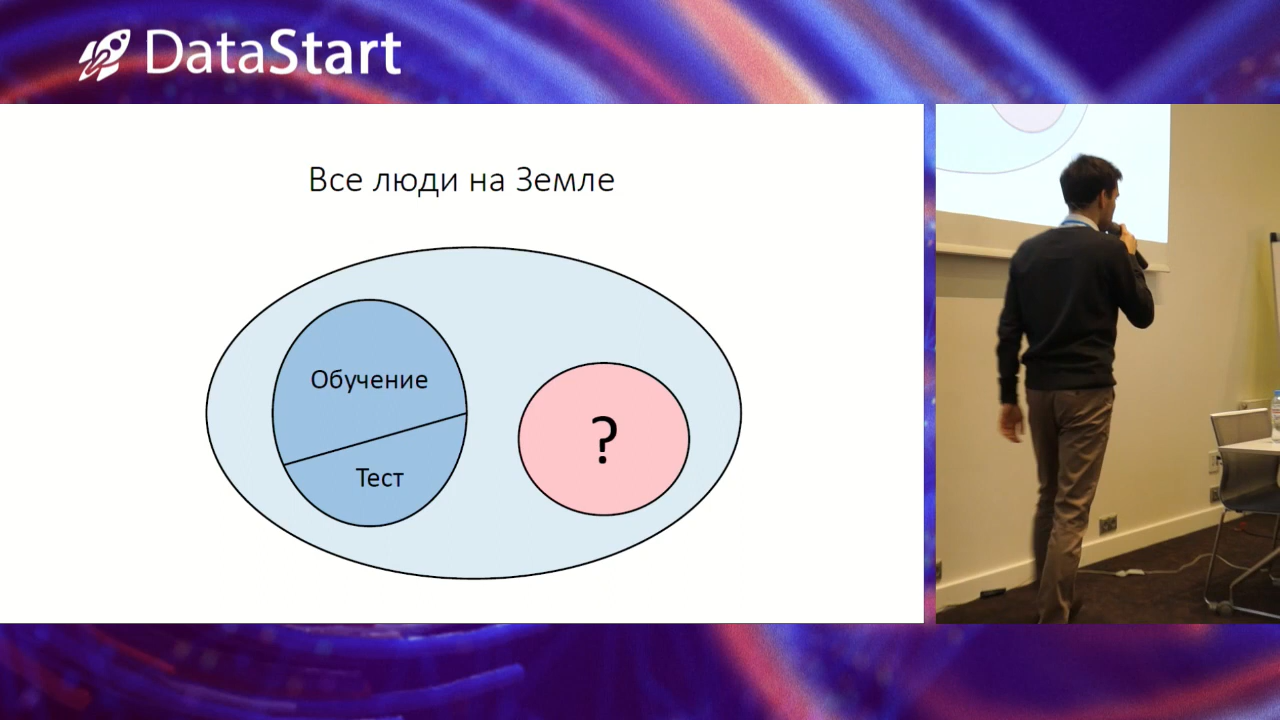 DataStart
Все люди на Земле
Обучение
Тест
?